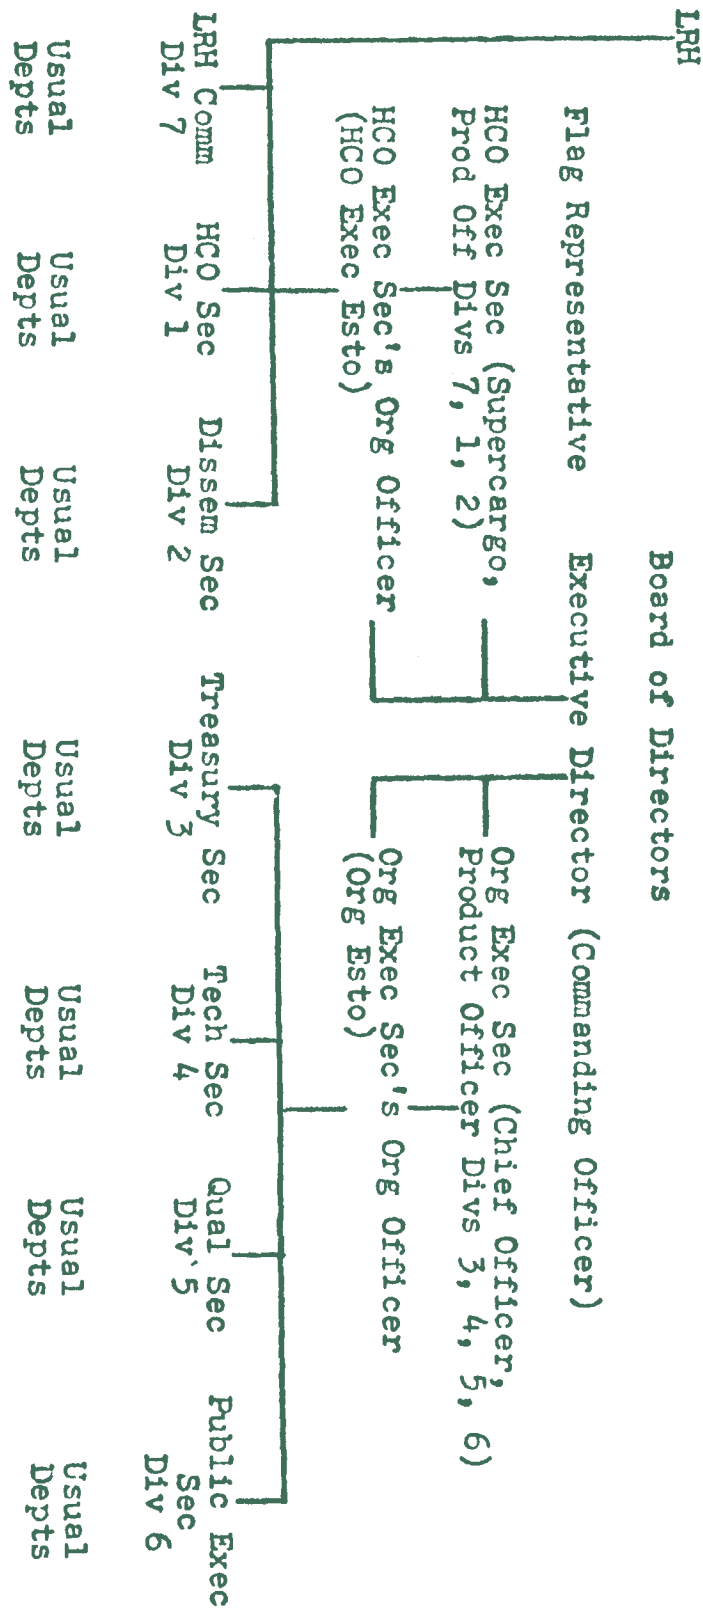 LRH
Board of Directors
Flag Representative
Executive Director (Commanding Officer)
HCO Exec Sec (Supercargo,
Prod Off Divs 7, 1, 2)
Org Exec Sec (Chief Officer,
Product Officer Divs 3, 4, 5, 6)
HCO Exec Sec's Org Officer
(HCO Exec Esto)
Org Exec Sec's Org Officer
(Org Esto)
LRH Comm
Div 7
Usual
Depts
HCO Sec
Div 1
Usual
Depts
Dissem Sec
Div 2
Usual
Depts
Treasury Sec
Div 3
Usual
Depts
Tech Sec
Div 4
Usual
Depts
Qual Sec
Div 5
Usual
Depts
Public Exec
Sec
Div 6
Usual
Depts